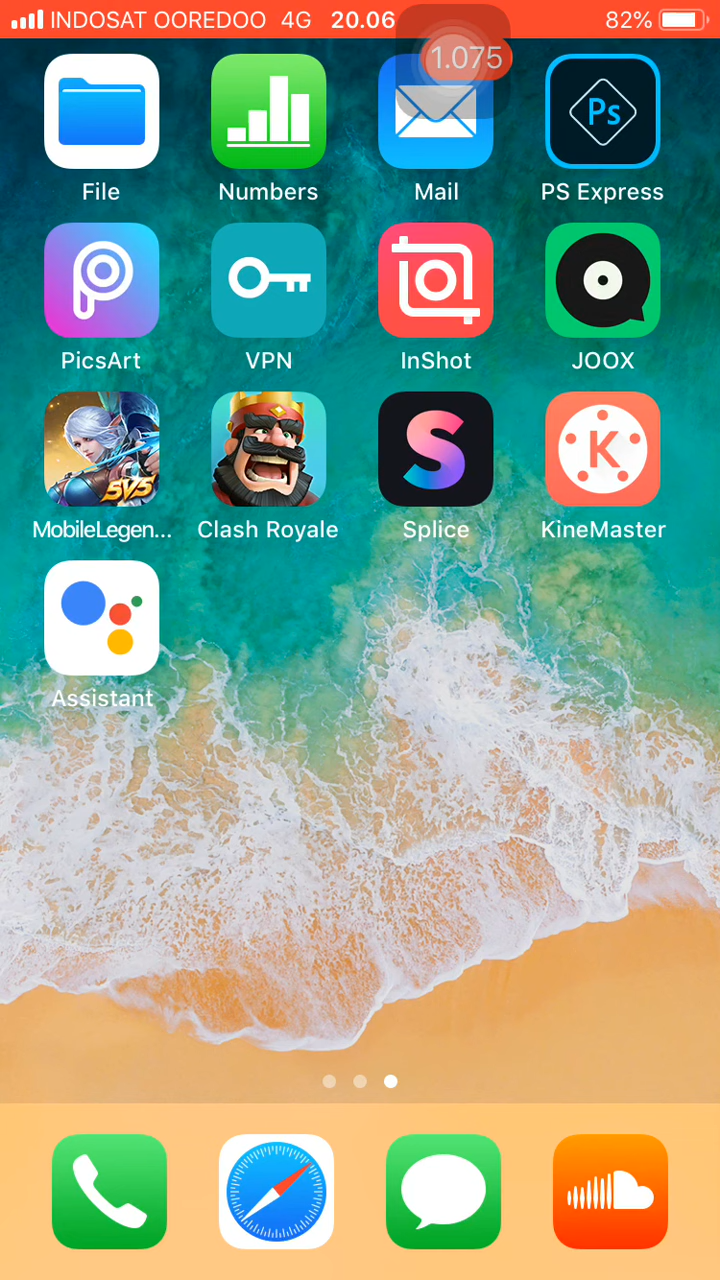 INDOSAT OOREDOO 4G 20.06 82%
1.075
Ps
File Numbers Mail PS Express
PicsArt VPN InShot JOOX
5V5
MobileLegen... Clash Royale Splice KineMaster
K
Assistant